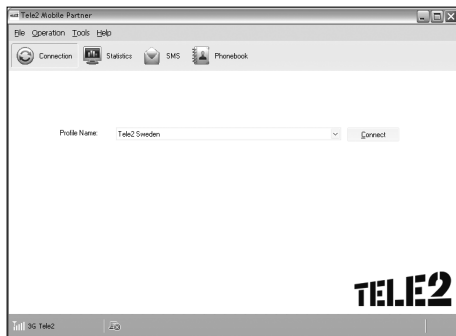 Tele2 Mobile Partner
File Operation Tools Help
Connection Statistics SMS Phonebook
Profile Name: Tele2 Sweden Connect
TELE2
3G Tele2